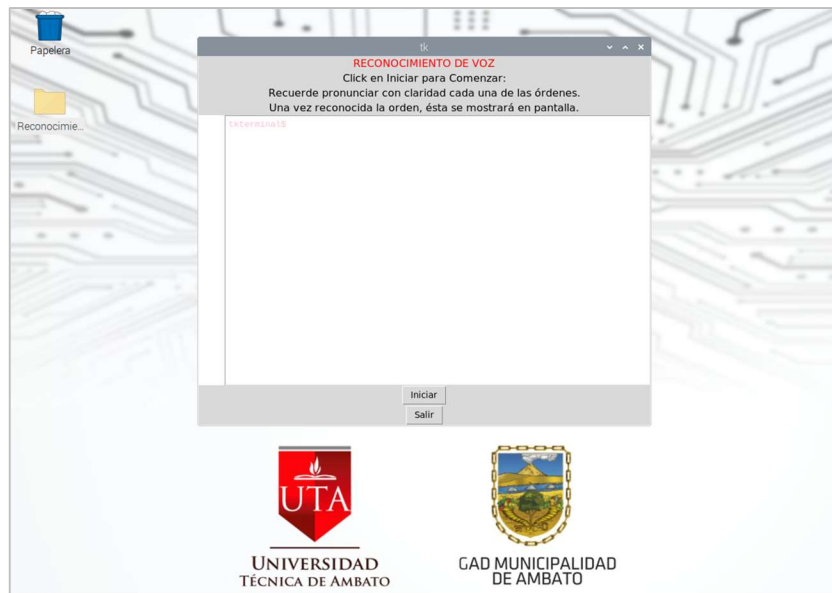 Papelera
Reconocimie...
tk
RECONOCIMIENTO DE VOZ
Click en Iniciar para Comenzar:
Recuerde pronunciar con claridad cada una de las órdenes.
Una vez reconocida la orden, ésta se mostrará en pantalla.
tkterminal$
Iniciar
Salir
UTA
UNIVERSIDAD
TÉCNICA DE AMBATO
GAD MUNICIPALIDAD
DE AMBATO